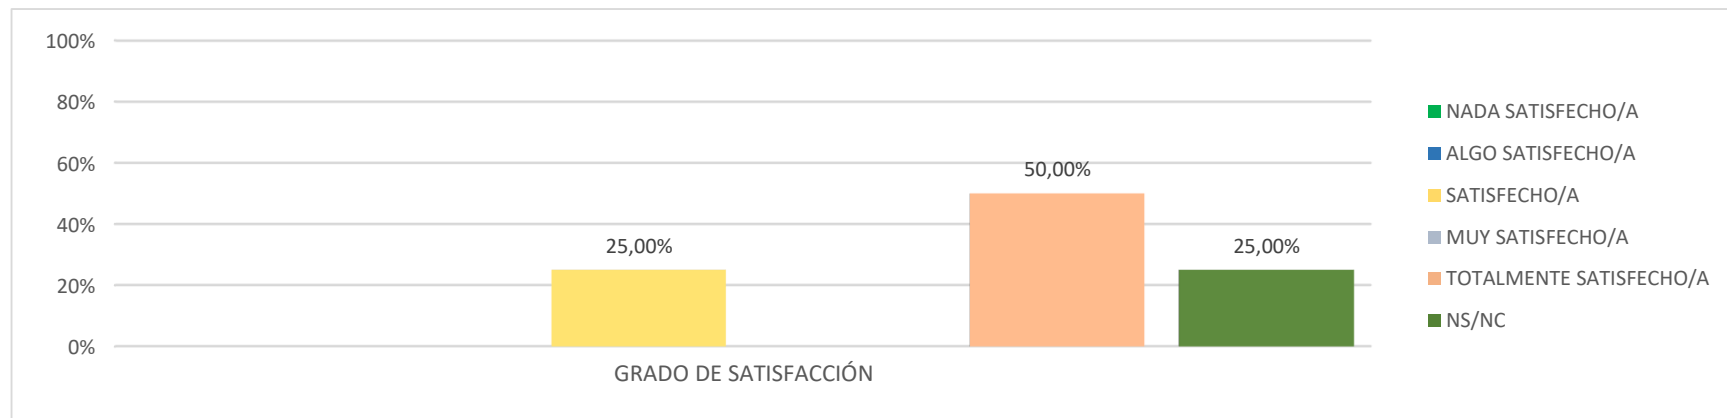 100%
80%
60%
40%
20%
0%
25,00%
50,00%
25,00%
GRADO DE SATISFACCIÓN
NADA SATISFECHO/A
ALGO SATISFECHO/A
SATISFECHO/A
MUY SATISFECHO/A
TOTALMENTE SATISFECHO/A
NS/NC